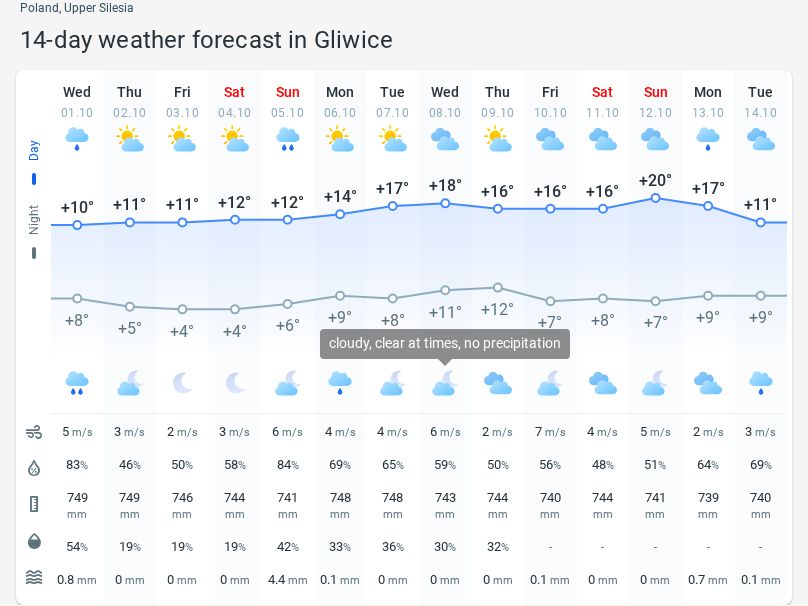 Poland, Upper Silesia
14-day weather forecast in Gliwice
Wed Thu Fri Sat Sun Mon Tue Wed Thu Fri Sat Sun Mon Tue
01.10 02.10 03.10 04.10 05.10 06.10 07.10 08.10 09.10 10.10 11.10 12.10 13.10 14.10
Day
+10° +11° +11° +12° +12° +14° +17° +18° +16° +16° +16° +20° +17° +11°
Night
+8° +5° +4° +4° +6° +9° +8° +11° +12° +7° +8° +7° +9° +9°
cloudy, clear at times, no precipitation
5 m/s 3 m/s 2 m/s 3 m/s 6 m/s 4 m/s 4 m/s 6 m/s 2 m/s 7 m/s 4 m/s 5 m/s 2 m/s 3 m/s
83% 46% 50% 58% 84% 69% 65% 59% 50% 56% 48% 51% 64% 69%
749 749 746 744 741 748 748 743 744 740 744 741 739 740
mm mm mm mm mm mm mm mm mm mm mm mm mm mm
54% 19% 19% 19% 42% 33% 36% 30% 32% - - - - -
0.8 mm 0 mm 0 mm 0 mm 4.4 mm 0.1 mm 0 mm 0 mm 0 mm 0.1 mm 0 mm 0 mm 0.7 mm 0.1 mm